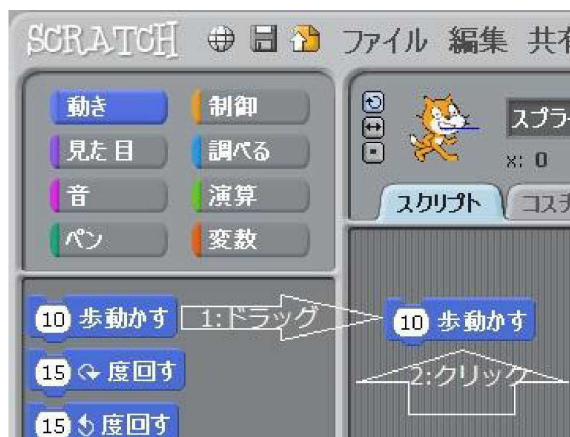 SCRATCH ファイル 編集 共有
動き 制御
見た目 調べる
音 演算
ペン 変数
スプラー
x: 0
スクリプト コスチ
10 歩動かす
1:ドラッグ
10 歩動かす
15 度回す
2:クリック
15 度回す